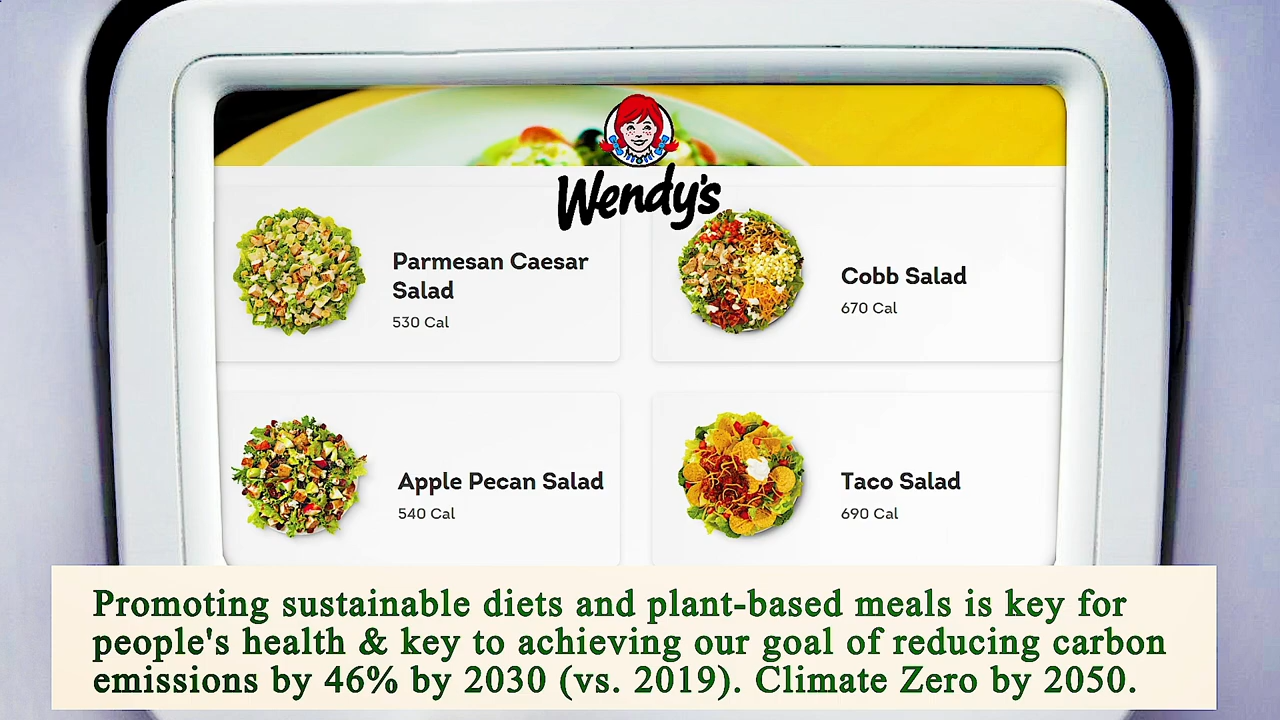 Wendy's
Parmesan Caesar
Salad
530 Cal
Cobb Salad
670 Cal
Apple Pecan Salad
540 Cal
Taco Salad
690 Cal
Promoting sustainable diets and plant-based meals is key for
people's health & key to achieving our goal of reducing carbon
emissions by 46% by 2030 (vs. 2019). Climate Zero by 2050.